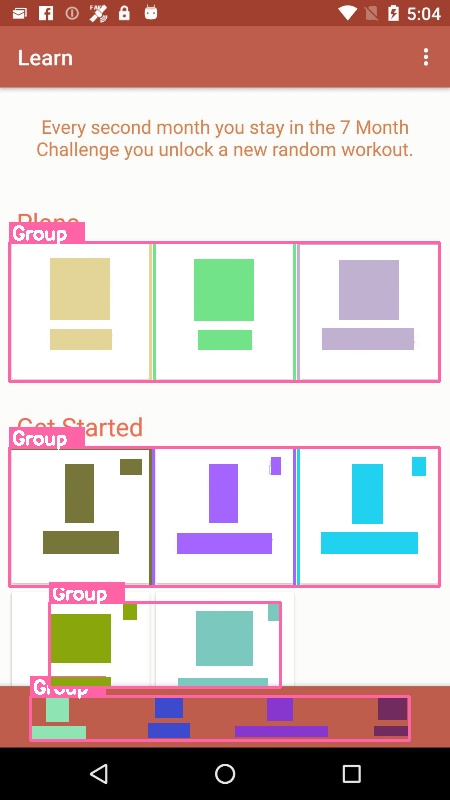 5:04
Learn
Every second month you stay in the 7 Month
Challenge you unlock a new random workout.
Plans
Group
Get Started
Group
Group
Group